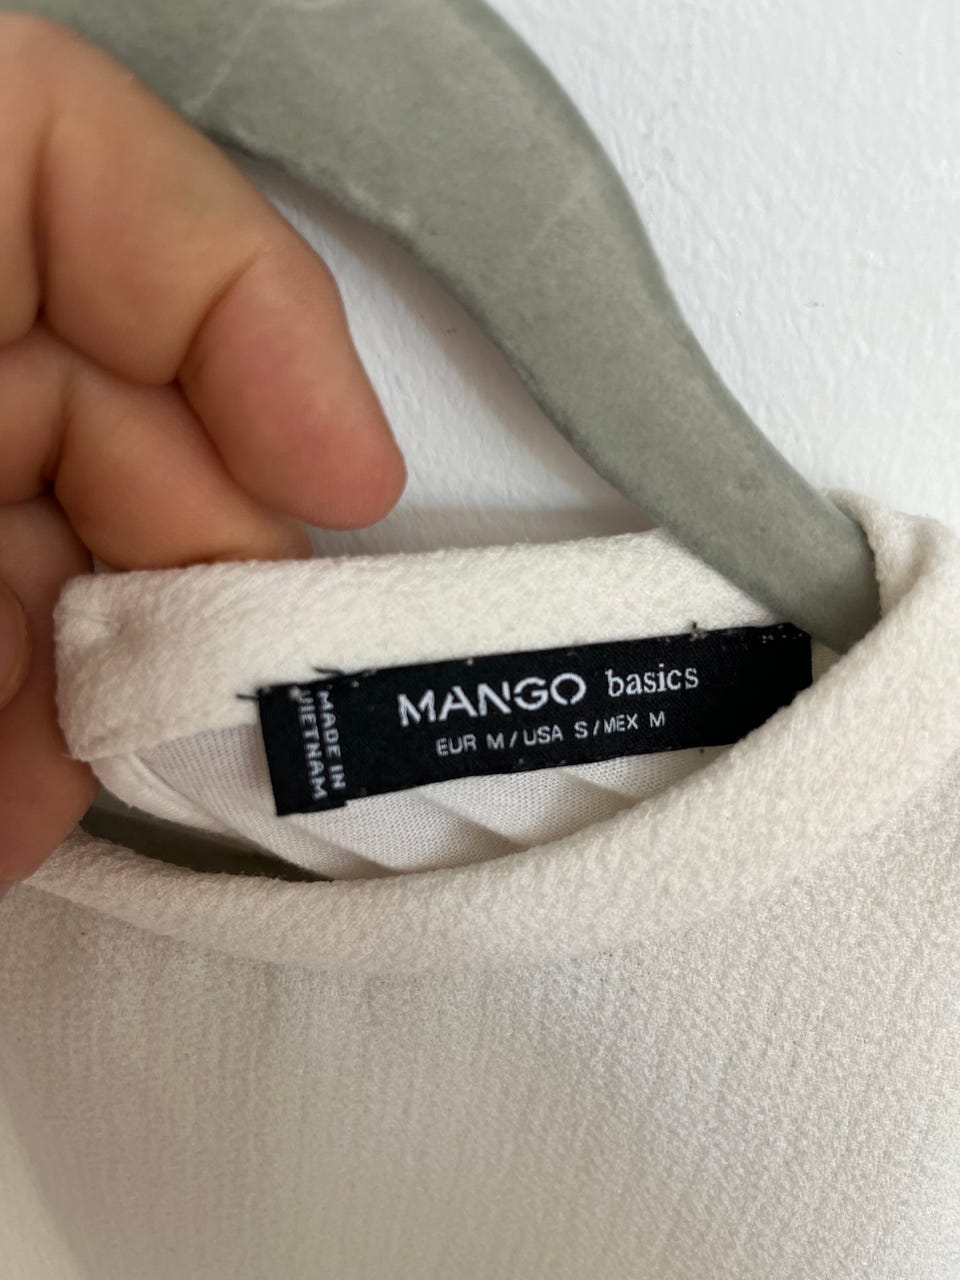 MANGO basics
EUR M/USA S/MEX M
MADE IN
VIETNAM